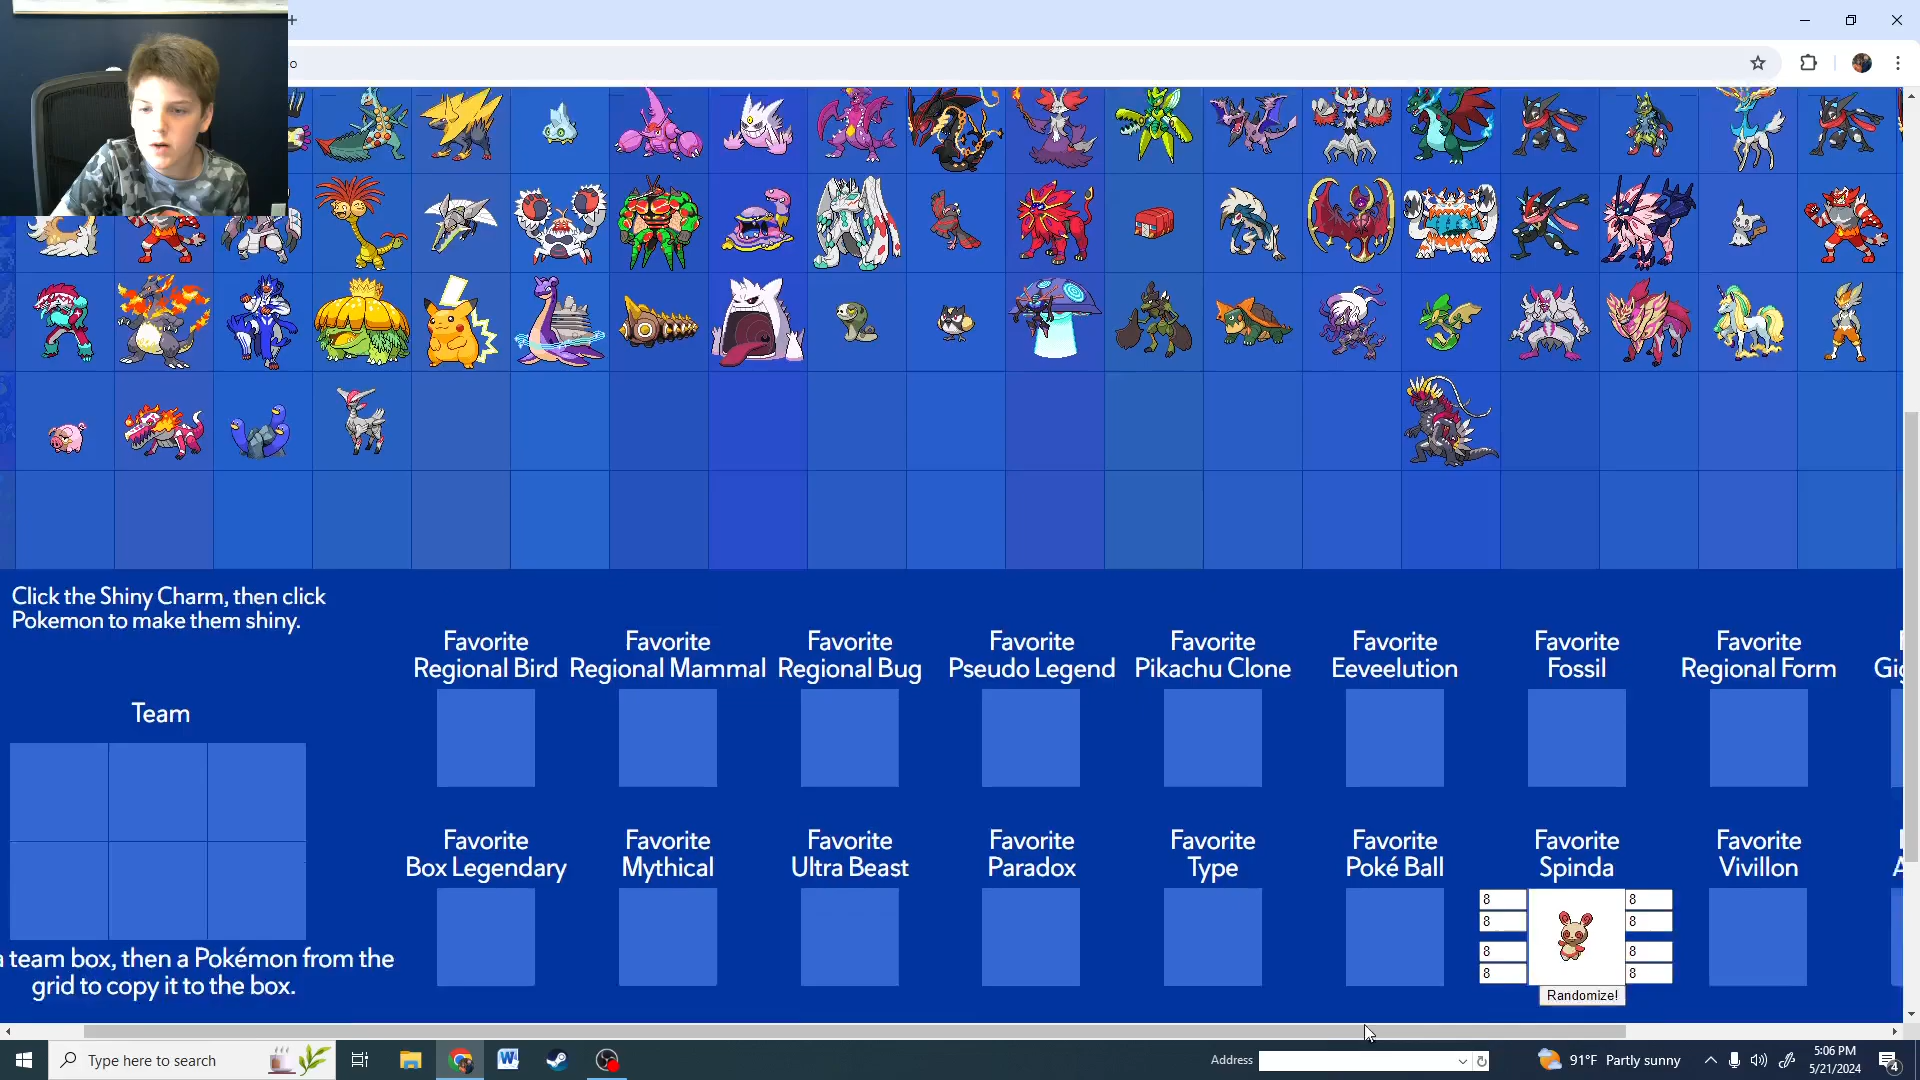 Click the Shiny Charm, then click
Pokemon to make them shiny.
Team
a team box, then a Pokémon from the
grid to copy it to the box.
Favorite
Regional Bird
Favorite
Regional Mammal
Favorite
Regional Bug
Favorite
Pseudo Legend
Favorite
Pikachu Clone
Favorite
Eeveelution
Favorite
Fossil
Favorite
Regional Form
Favorite
Box Legendary
Favorite
Mythical
Favorite
Ultra Beast
Favorite
Paradox
Favorite
Type
Favorite
Poké Ball
Favorite
Spinda
8 8
8 8
8 8
8 8
Randomize!
Favorite
Vivillon
Type here to search
Address
91°F Partly sunny
5:06 PM
5/21/2024
4